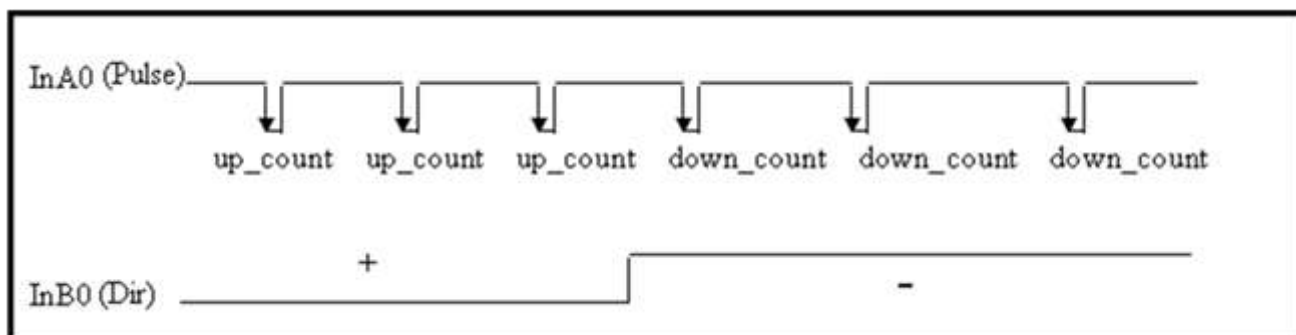 InA0 (Pulse)
up_count up_count up_count down_count down_count down_count
+
-
InB0 (Dir)